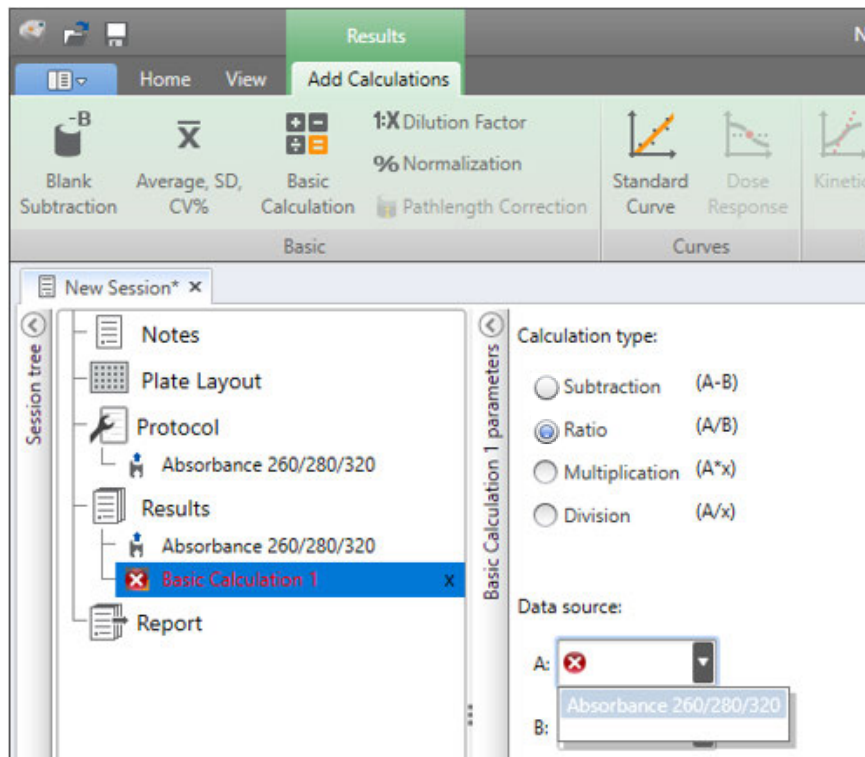 Results
N
Home View Add Calculations
-B
Blank
Subtraction
X
Average, SD,
CV%
Basic
Calculation
1:X Dilution Factor
% Normalization
Pathlength Correction
Standard
Curve
Dose
Response
Kinetic
Basic
Curves
New Session* ×
Session tree
Notes
Plate Layout
Protocol
Absorbance 260/280/320
Results
Absorbance 260/280/320
Basic Calculation 1 x
Report
Basic Calculation 1 parameters
Calculation type:
Subtraction (A-B)
Ratio (A/B)
Multiplication (A*x)
Division (A/x)
Data source:
A:
Absorbance 260/280/320
B: